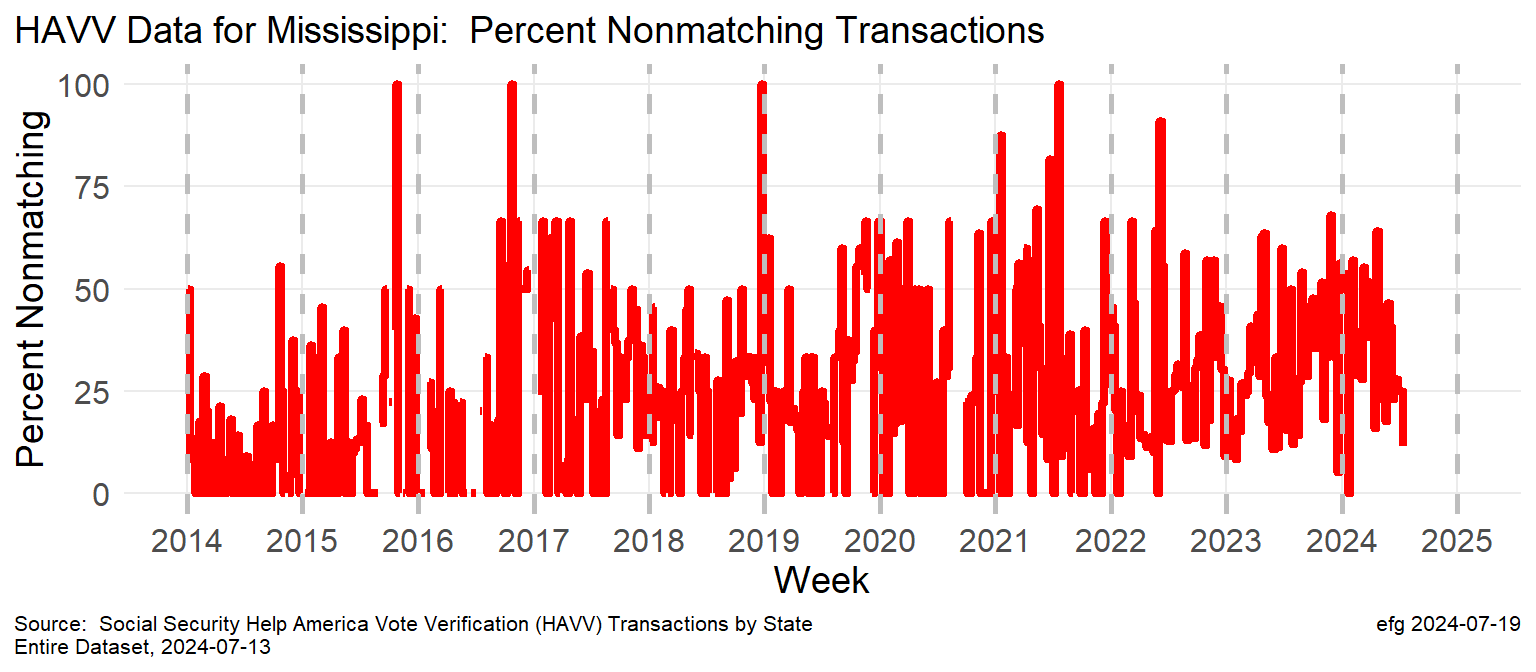 HAVV Data for Mississippi:  Percent Nonmatching Transactions
Percent Nonmatching
100
75
50
25
0
2014 2015 2016 2017 2018 2019 2020 2021 2022 2023 2024 2025
Week
Source:  Social Security Help America Vote Verification (HAVV) Transactions by State
Entire Dataset, 2024-07-13
efg 2024-07-19